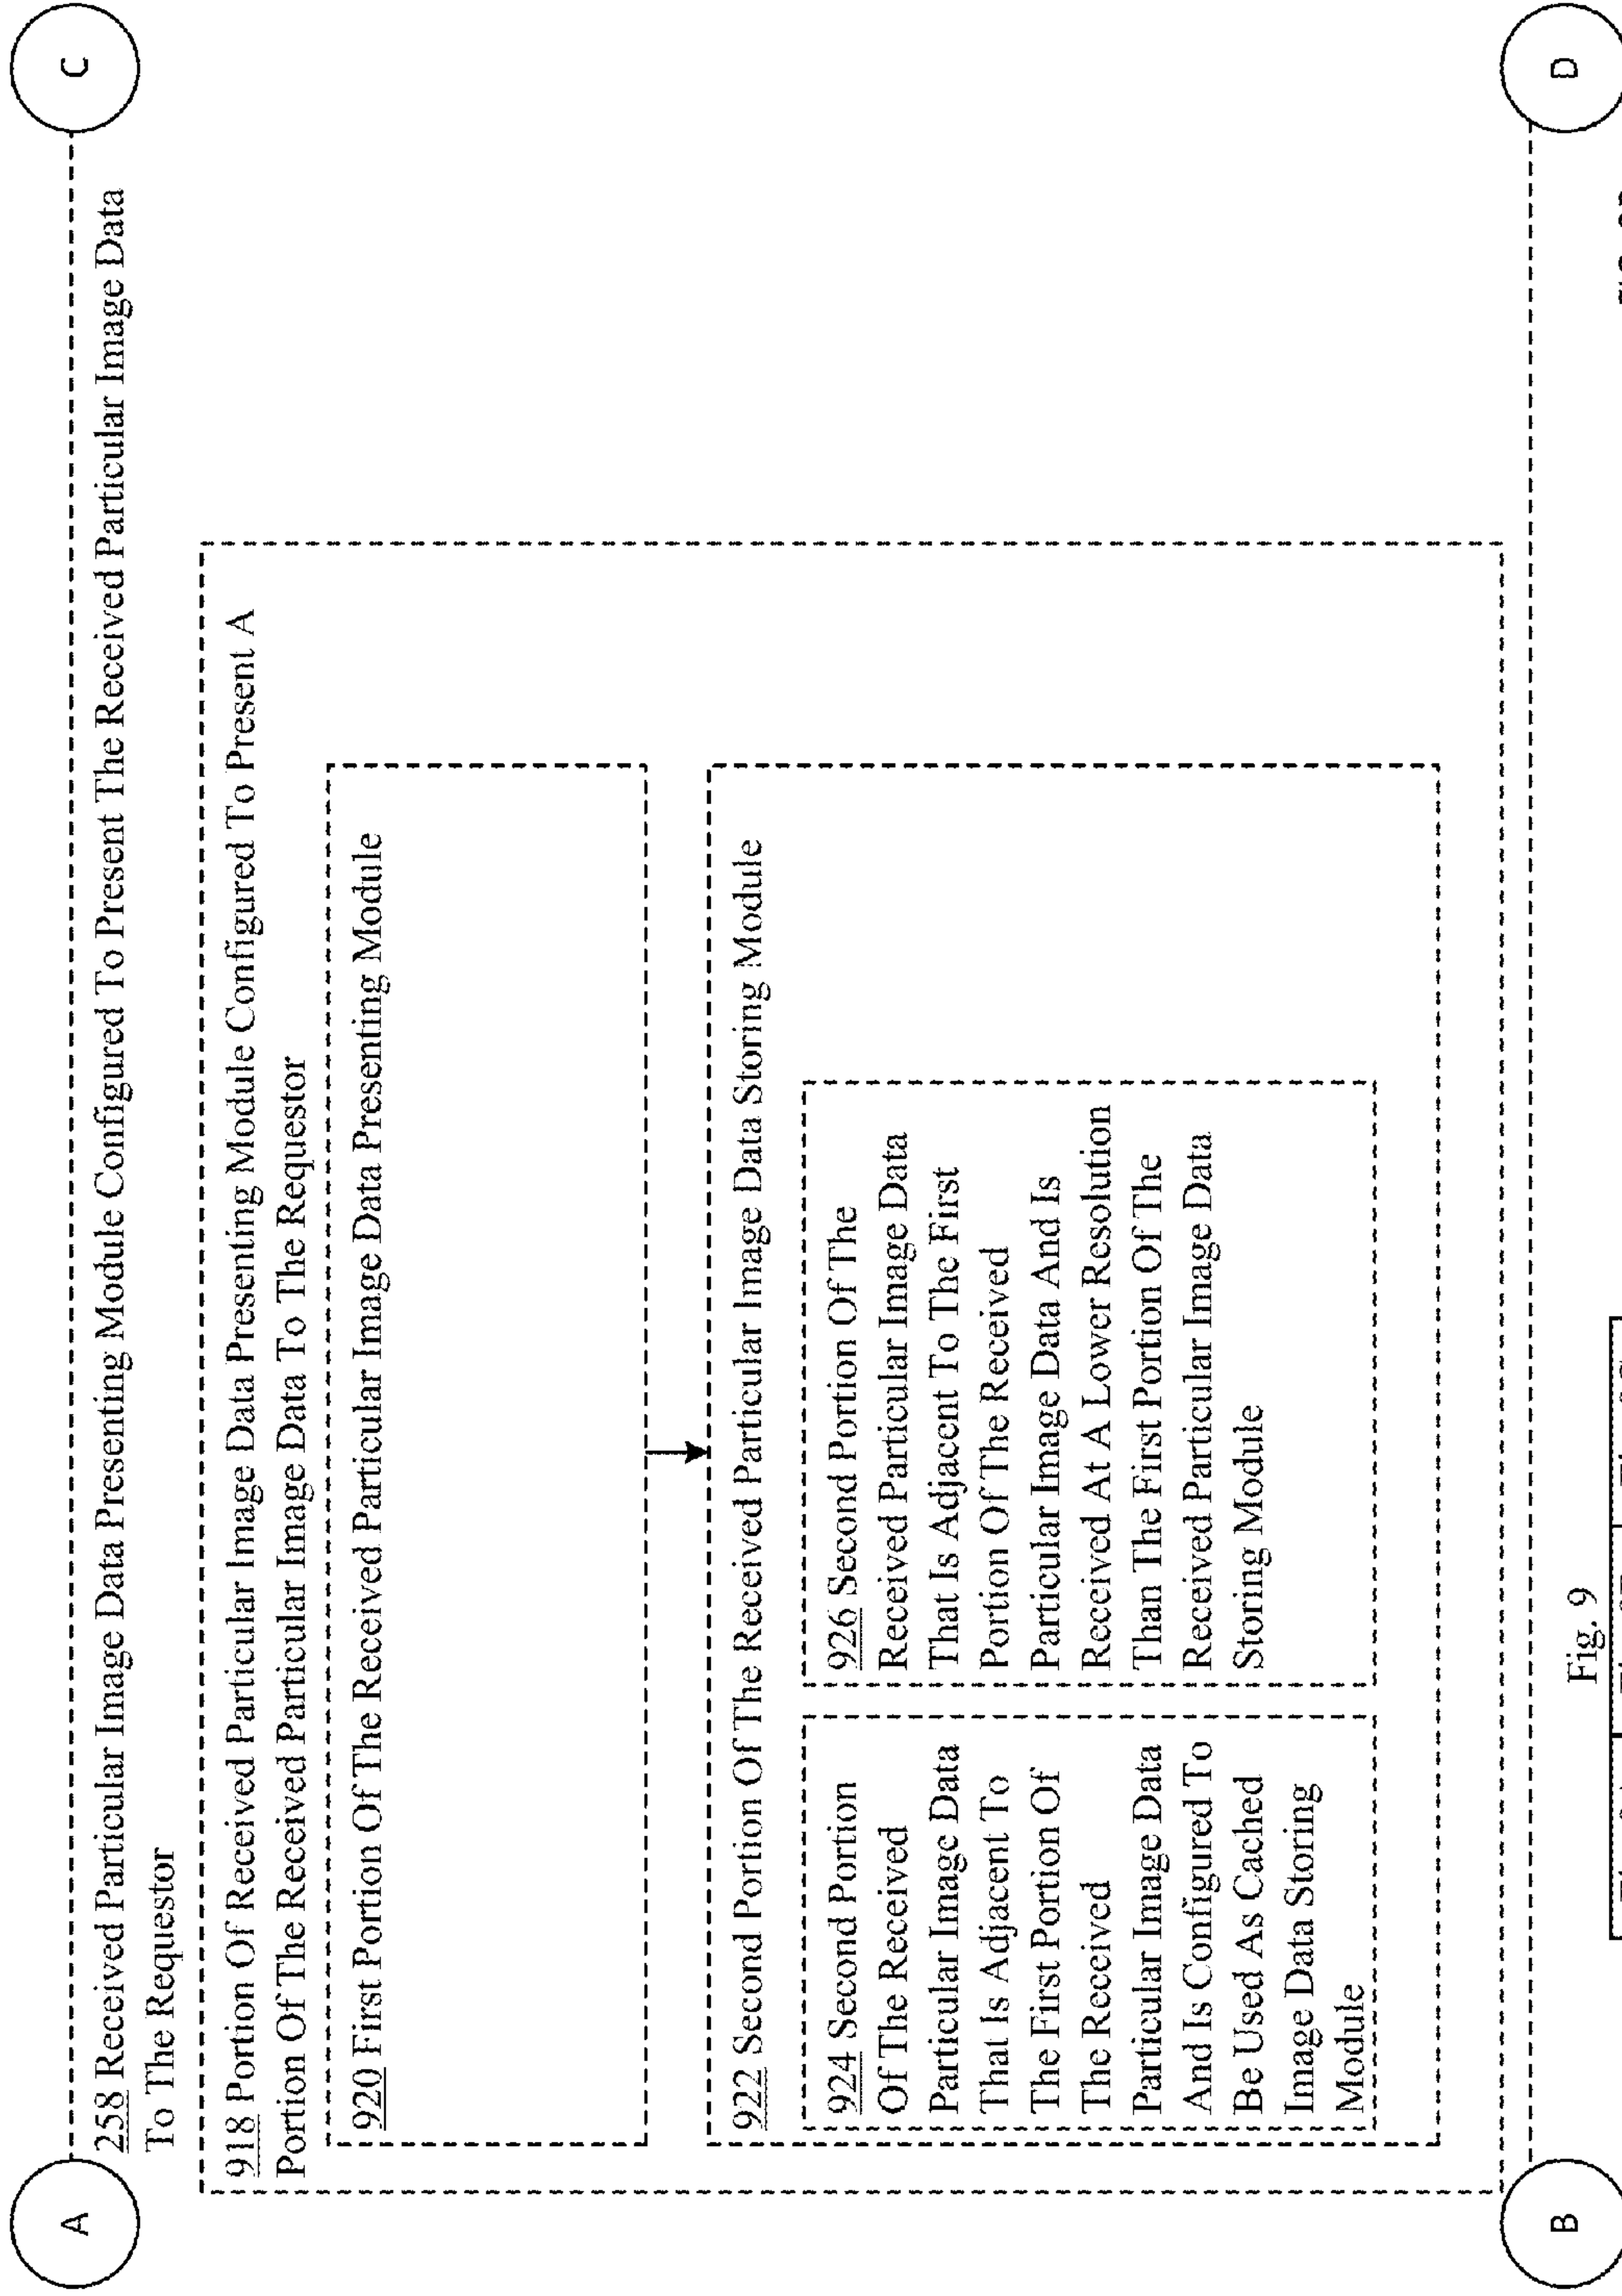 A
C
258 Received Particular Image Data Presenting Module Configured To Present The Received Particular Image Data
To The Requestor
918 Portion Of Received Particular Image Data Presenting Module Configured To Present A
Portion Of The Received Particular Image Data To The Requestor
920 First Portion Of The Received Particular Image Data Presenting Module
922 Second Portion Of The Received Particular Image Data Storing Module
924 Second Portion
Of The Received
Particular Image Data
That Is Adjacent To
The First Portion Of
The Received
Particular Image Data
And Is Configured To
Be Used As Cached
Image Data Storing
Module
926 Second Portion Of The
Received Particular Image Data
That Is Adjacent To The First
Portion Of The Received
Particular Image Data And Is
Received At A Lower Resolution
Than The First Portion Of The
Received Particular Image Data
Storing Module
B
D
Fig. 9